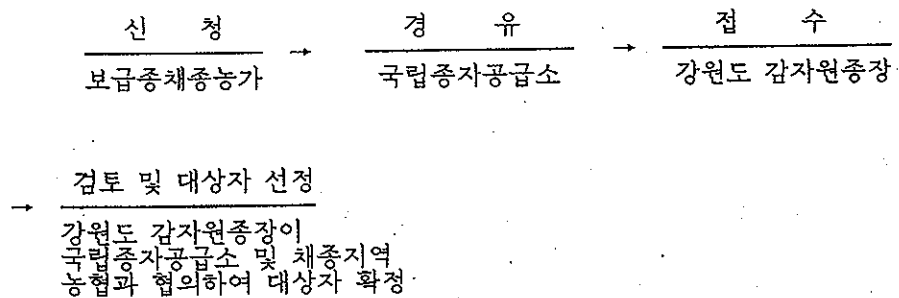 신 청 → 경 유 → 접 수
보급종채종농가 국립종자공급소 강원도 감자원종장
→ 검토 및 대상자 선정
강원도 감자원종장이
국립종자공급소 및 채종지역
농협과 협의하여 대상자 확정